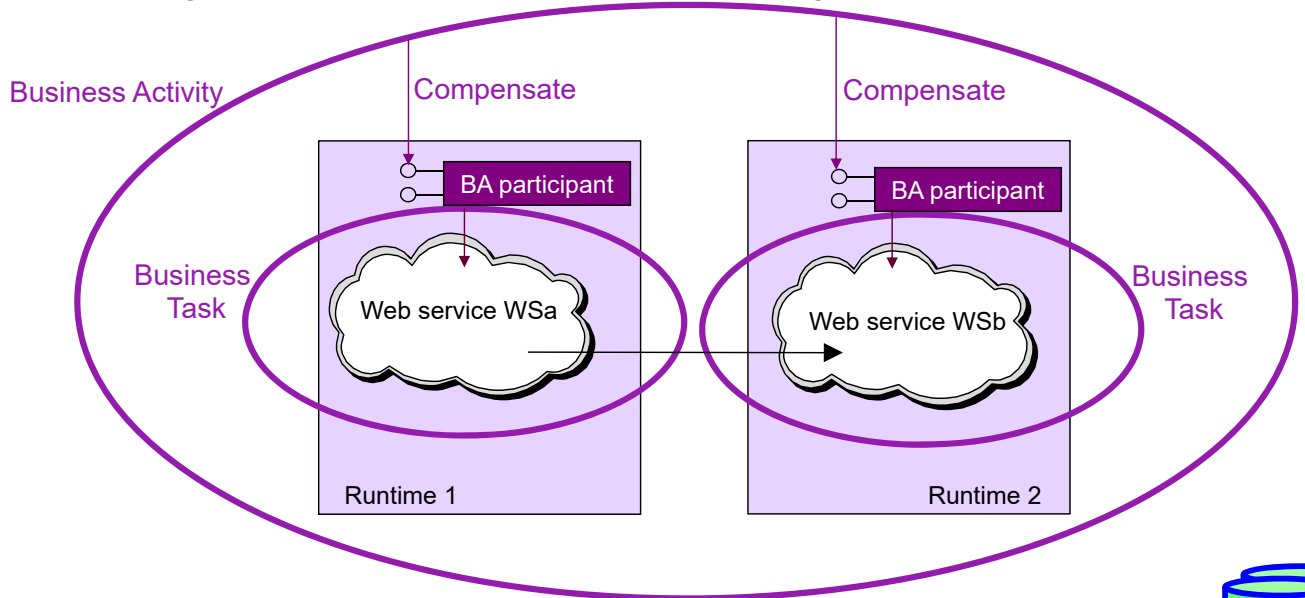 Business Activity
Compensate
Compensate
BA participant
BA participant
Business
Task
Web service WSa
Web service WSb
Business
Task
Runtime 1
Runtime 2